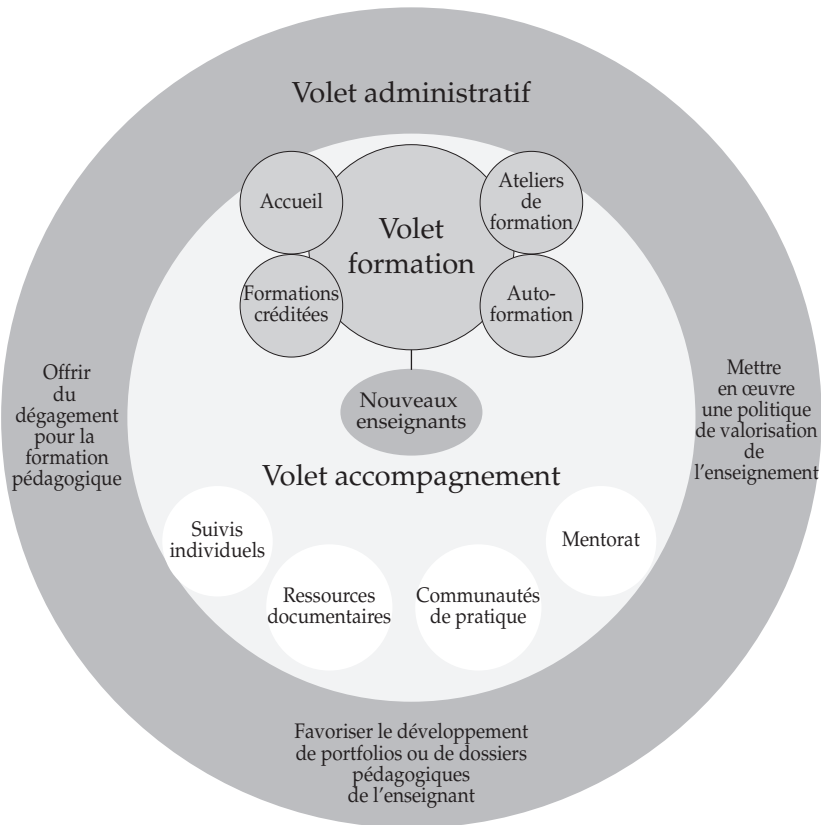 Volet administratif
Accueil
Ateliers
de
formation
Volet
formation
Formations
créditées
Auto-
formation
Nouveaux
enseignants
Offrir
du
dégagement
pour la
formation
pédagogique
Mettre
en œuvre
une politique
de valorisation
de
l’enseignement
Volet accompagnement
Suivis
individuels
Mentorat
Ressources
documentaires
Communautés
de pratique
Favoriser le développement
de portfolios ou de dossiers
pédagogiques
de l’enseignant